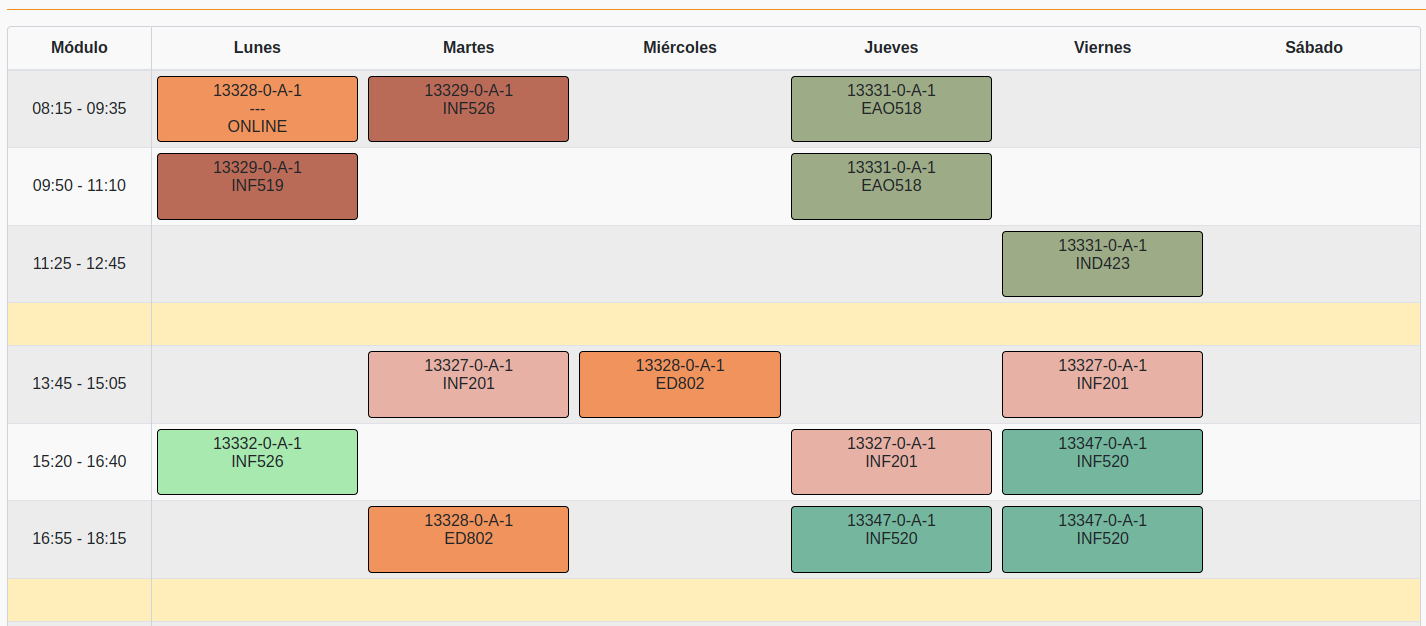 Módulo Lunes Martes Miércoles Jueves Viernes Sábado
08:15 - 09:35
13328-0-A-1
---
ONLINE
13329-0-A-1
INF526
13331-0-A-1
EAO518
09:50 - 11:10
13329-0-A-1
INF519
13331-0-A-1
EAO518
11:25 - 12:45
13331-0-A-1
IND423
13:45 - 15:05
13327-0-A-1
INF201
13328-0-A-1
ED802
13327-0-A-1
INF201
15:20 - 16:40
13332-0-A-1
INF526
13327-0-A-1
INF201
13347-0-A-1
INF520
16:55 - 18:15
13328-0-A-1
ED802
13347-0-A-1
INF520
13347-0-A-1
INF520